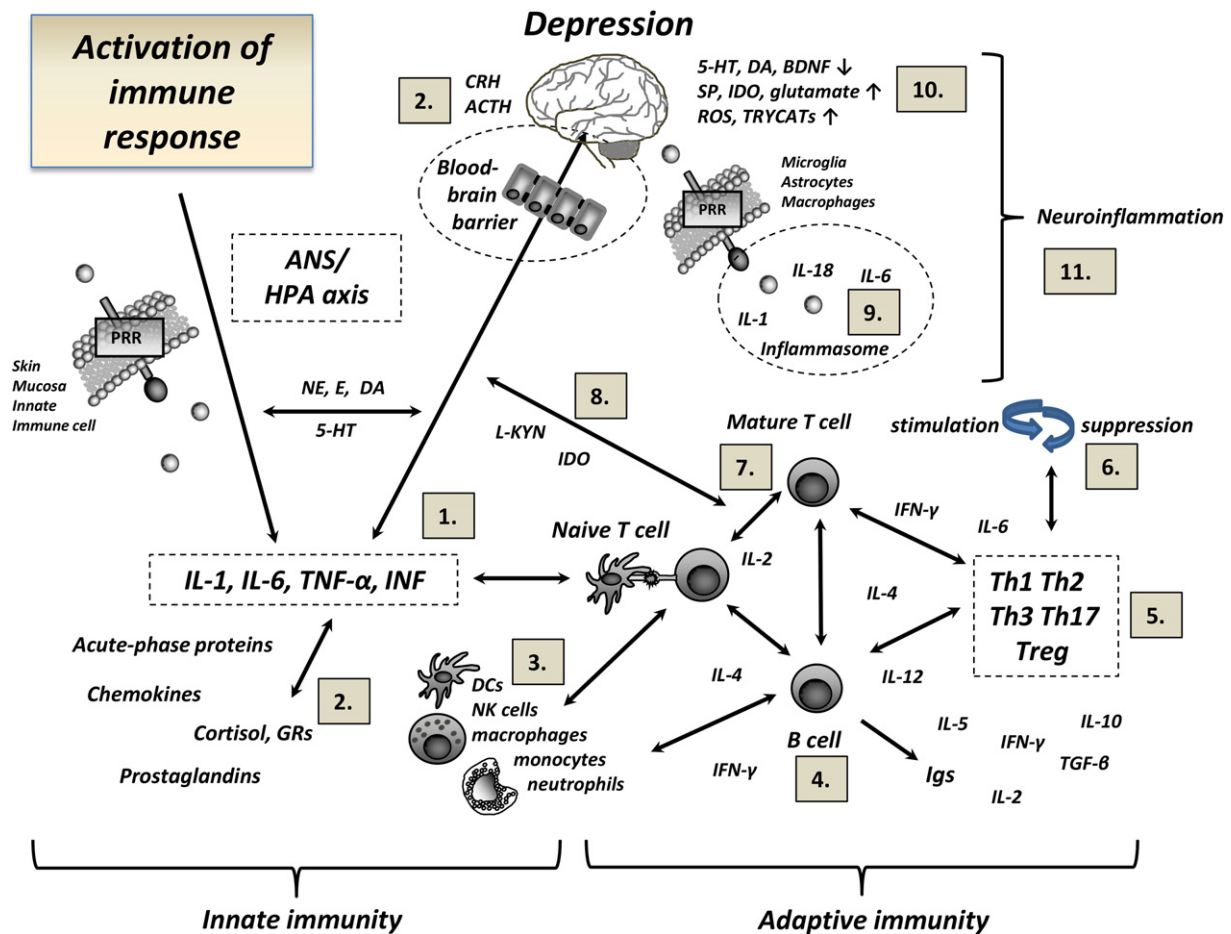 Activation of
immune
response
Depression
2.
CRH
ACTH
5-HT, DA, BDNF ↓
SP, IDO, glutamate ↑
ROS, TRYCATs ↑
10.
Blood-
brain
barrier
Microglia
Astrocytes
Macrophages
PRR
Neuroinflammation
11.
ANS/
HPA axis
IL-18
IL-6
9.
IL-1
Inflammasome
PRR
Skin
Mucosa
Innate
Immune cell
NE, E, DA
5-HT
8.
L-KYN
IDO
Mature T cell
7.
stimulation
suppression
6.
1.
Naive T cell
IL-2
IFN-γ
IL-6
IL-1, IL-6, TNF-α, INF
IL-4
Th1 Th2
Th3 Th17
Treg
5.
Acute-phase proteins
Chemokines
2.
Cortisol, GRs
Prostaglandins
3.
DCs
NK cells
macrophages
monocytes
neutrophils
IL-4
IL-12
IFN-γ
B cell
4.
Igs
IL-5
IL-10
IFN-γ
TGF-β
IL-2
Innate immunity
Adaptive immunity